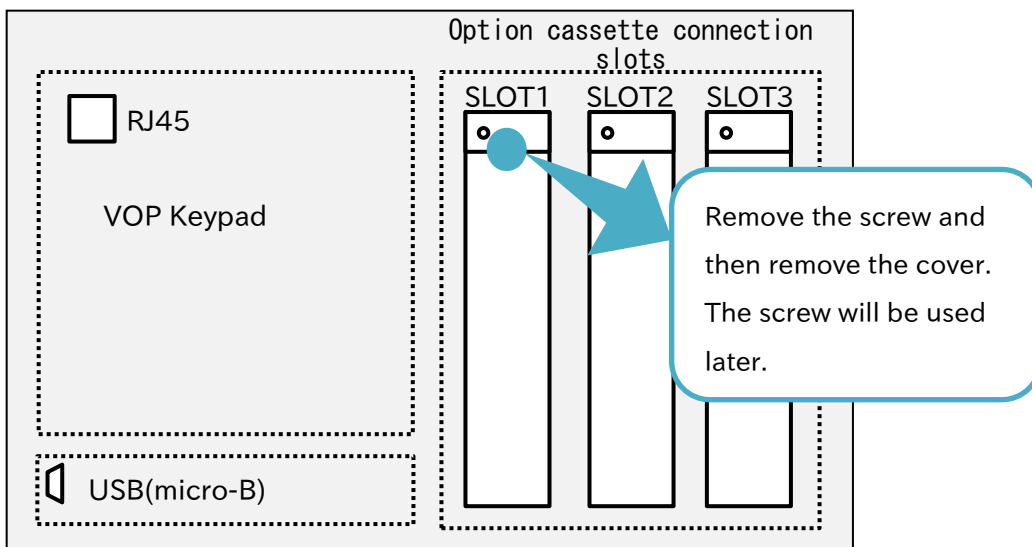 Option cassette connection
slots
SLOT1 SLOT2 SLOT3
RJ45
VOP Keypad
Remove the screw and
then remove the cover.
The screw will be used
later.
USB(micro-B)